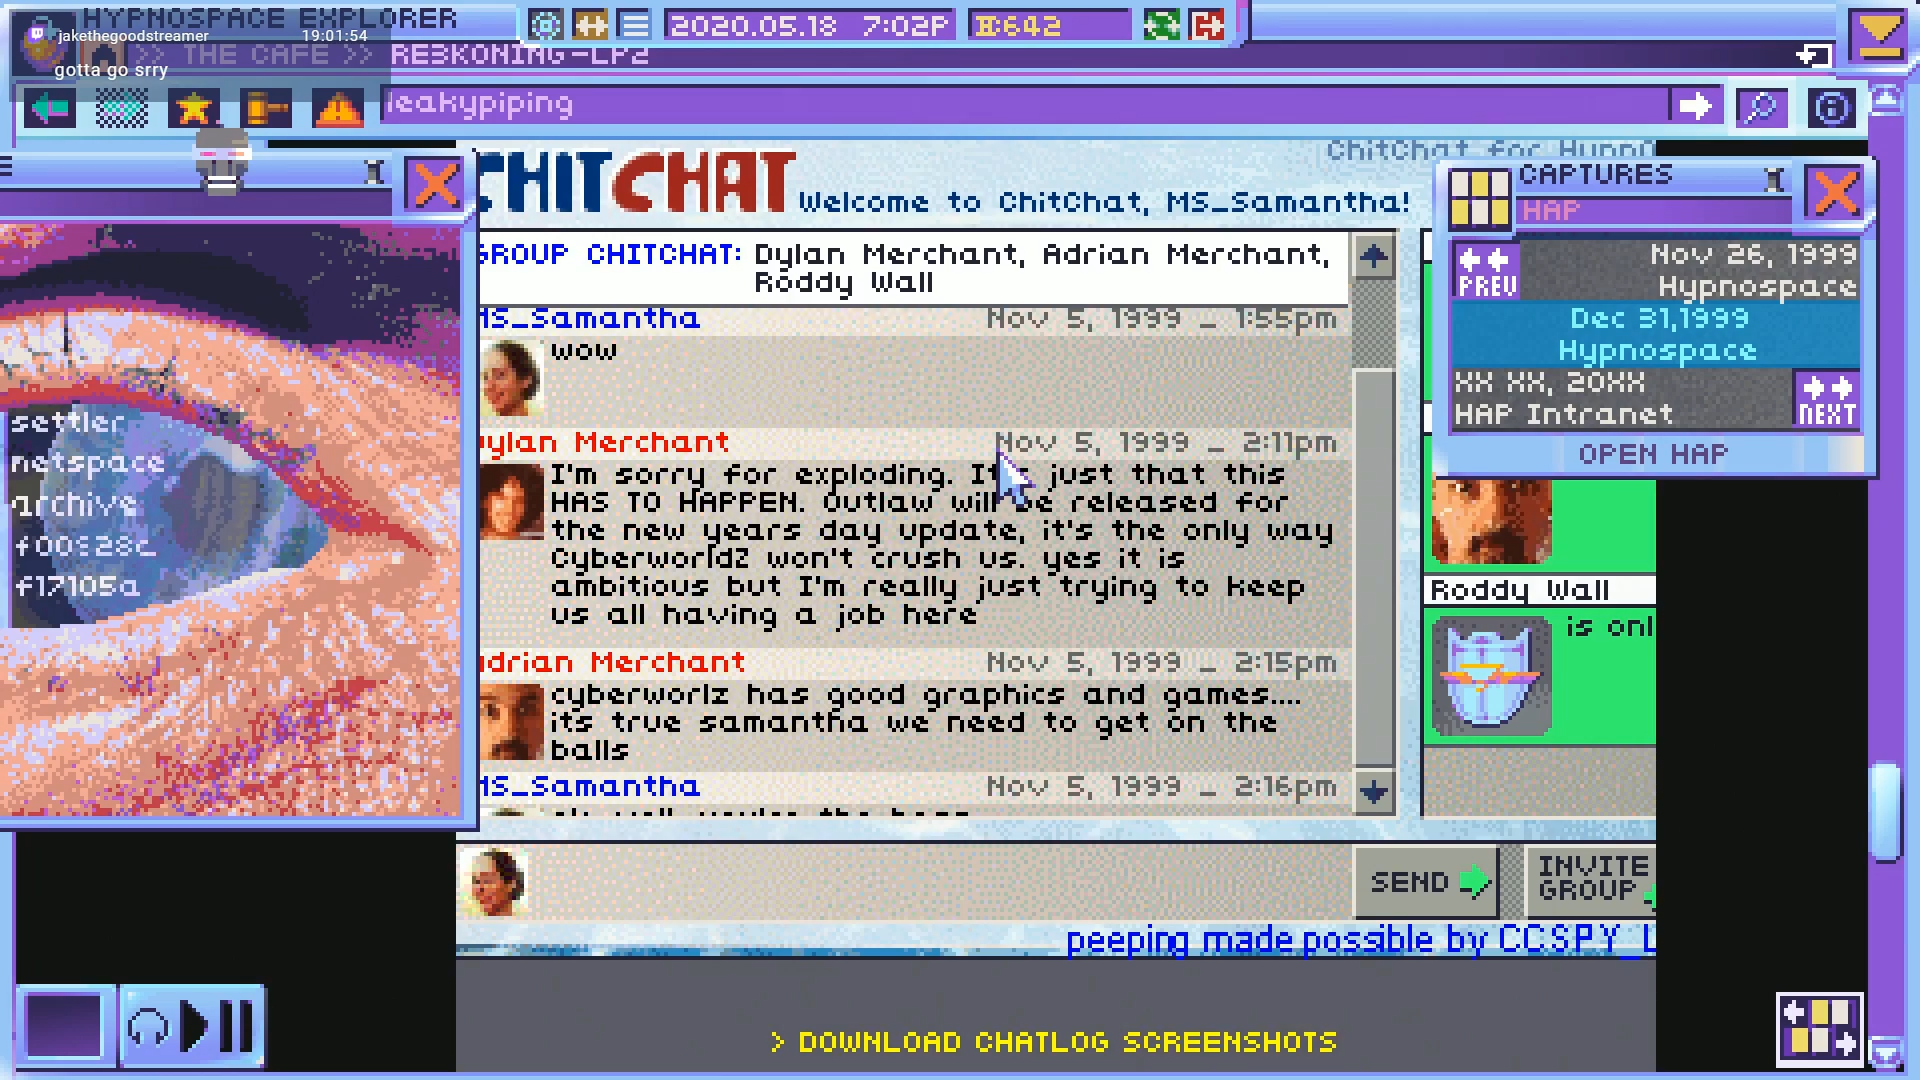 HYPNOSPACE EXPLORER
jakethegoodstreamer 19:01:54
gotta go srry
2020.05.18 7:02P
642
>> THE CAFE >> RE3KONING-LP2
leakypiping
CHITCHAT
Welcome to ChitChat, MS_Samantha!
ChitChat for
GROUP CHITCHAT: Dylan Merchant, Adrian Merchant,
Roddy Wall
MS_Samantha Nov 5, 1999 _ 1:55pm
wow
Dylan Merchant Nov 5, 1999 _ 2:11pm
I'm sorry for exploding. It's just that this
HAS TO HAPPEN. Outlaw will be released for
the new years day update, it's the only way
Cyberworldz won't crush us. yes it is
ambitious but I'm really just trying to keep
us all having a job here
Adrian Merchant Nov 5, 1999 _ 2:15pm
cyberworlz has good graphics and games....
its true samantha we need to get on the
balls
MS_Samantha Nov 5, 1999 _ 2:16pm
SEND
INVITE
GROUP
peeping made possible by CCSPY_
> DOWNLOAD CHATLOG SCREENSHOTS
settler
netspace
archive
f17105a
CAPTURES
HAP
PREV
Nov 26, 1999
Hypnospace
Dec 31,1999
Hypnospace
XX XX, 20XX
HAP Intranet
NEXT
OPEN HAP
Roddy Wall
is onl